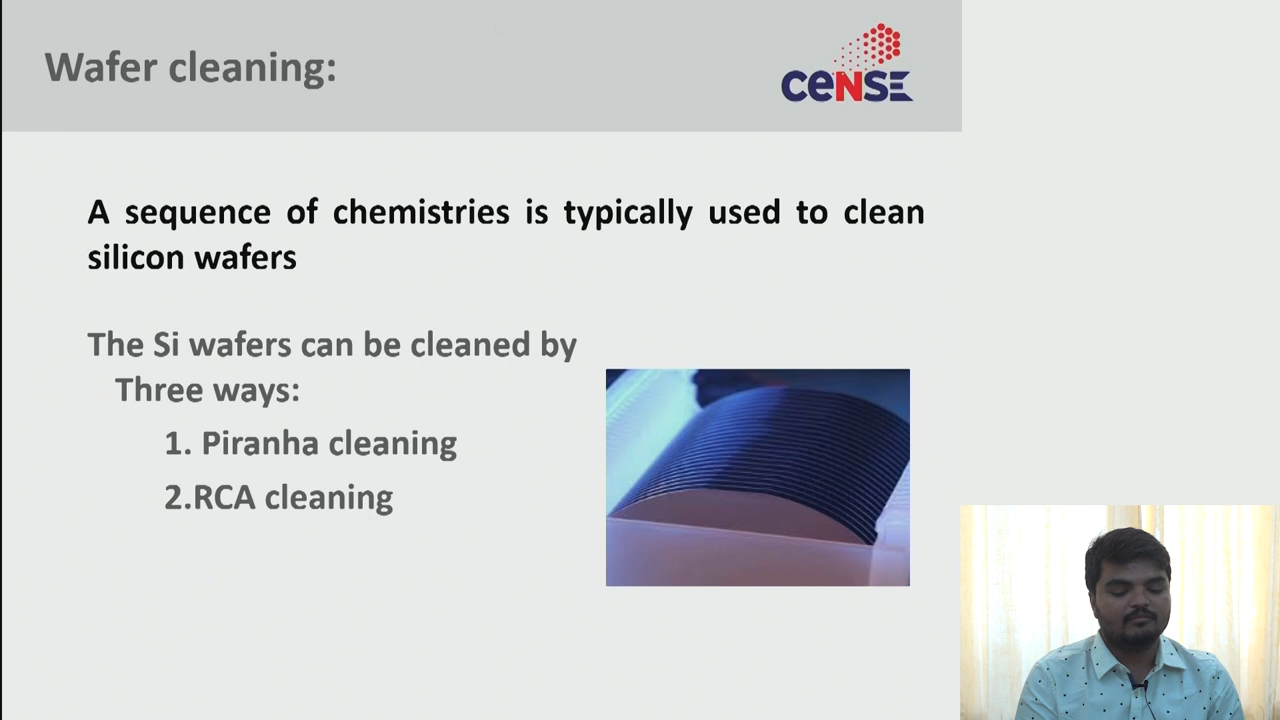 Wafer cleaning:
CeNSE
A sequence of chemistries is typically used to clean
silicon wafers
The Si wafers can be cleaned by
Three ways:
1. Piranha cleaning
2.RCA cleaning